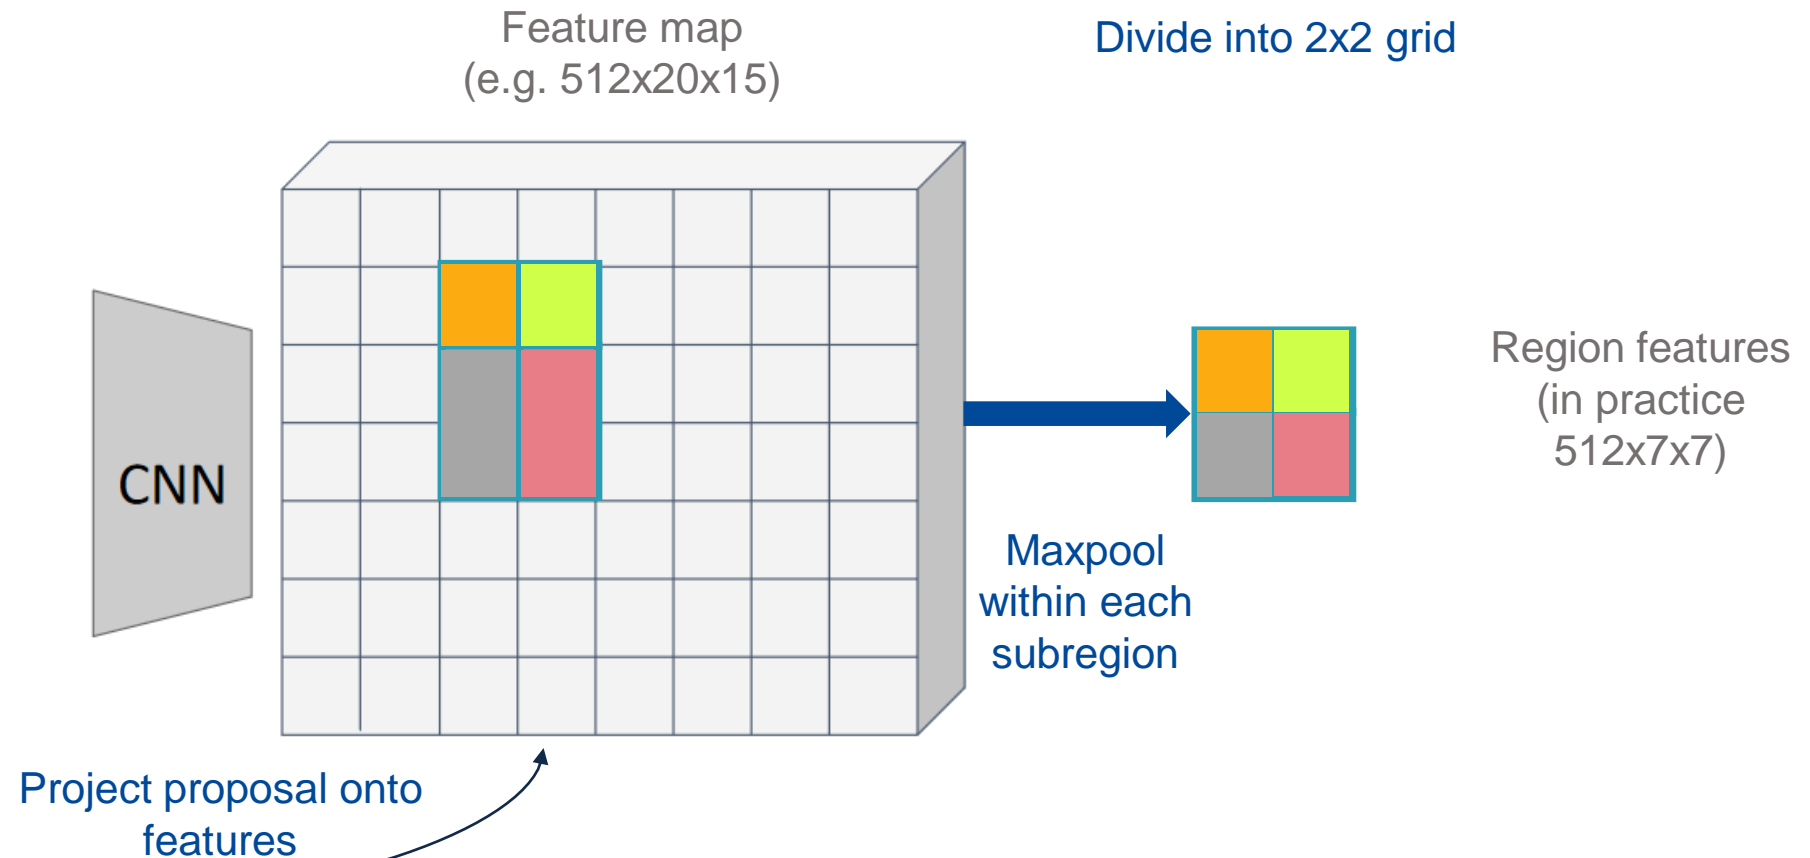 Feature map
(e.g. 512x20x15)
Divide into 2x2 grid
CNN
Region features
(in practice
512x7x7)
Maxpool
within each
subregion
Project proposal onto
features